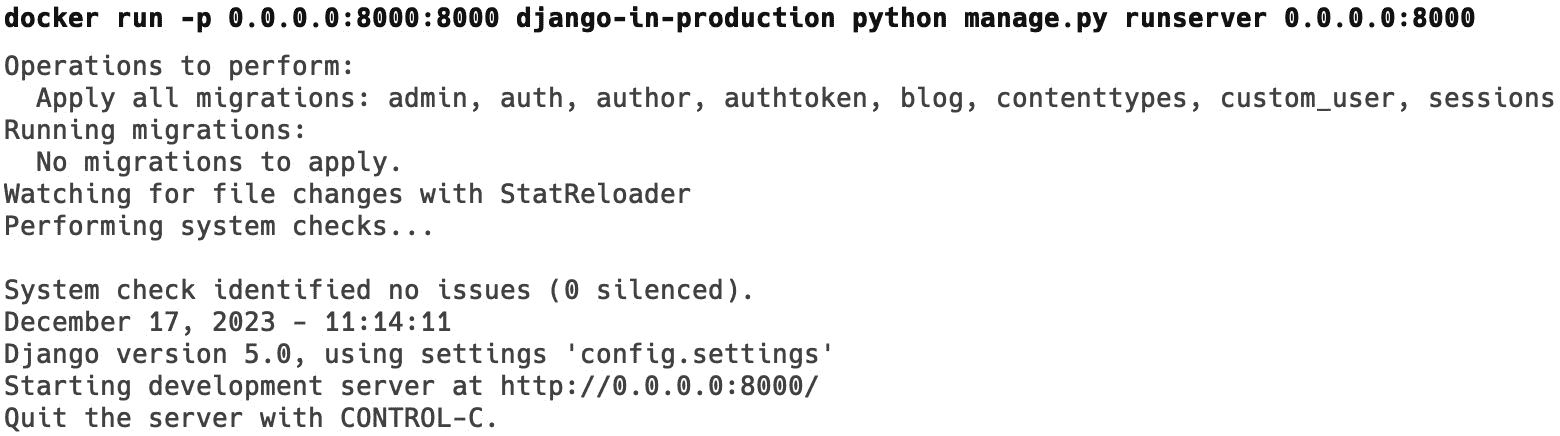 docker run -p 0.0.0.0:8000:8000 django-in-production python manage.py runserver 0.0.0.0:8000
Operations to perform:
  Apply all migrations: admin, auth, author, authtoken, blog, contenttypes, custom_user, sessions
Running migrations:
  No migrations to apply.
Watching for file changes with StatReloader
Performing system checks...

System check identified no issues (0 silenced).
December 17, 2023 - 11:14:11
Django version 5.0, using settings 'config.settings'
Starting development server at http://0.0.0.0:8000/
Quit the server with CONTROL-C.